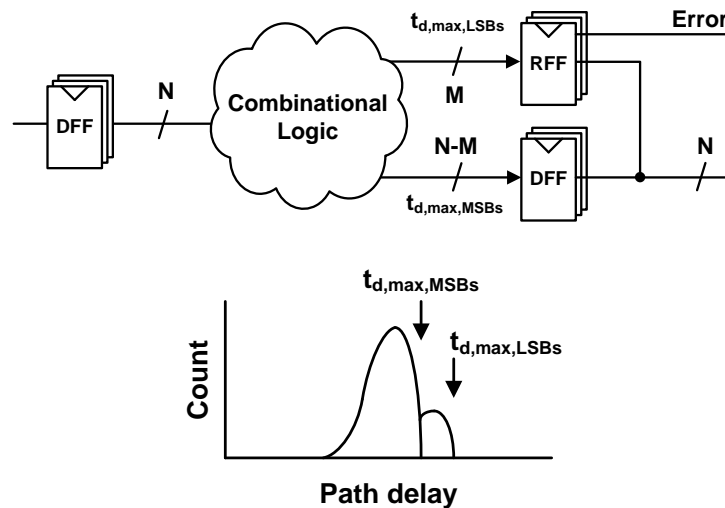 t_d,max,LSBs
Error
RFF
M
N
DFF
Combinational
Logic
N-M
N
DFF
t_d,max,MSBs
t_d,max,MSBs
t_d,max,LSBs
Count
Path delay